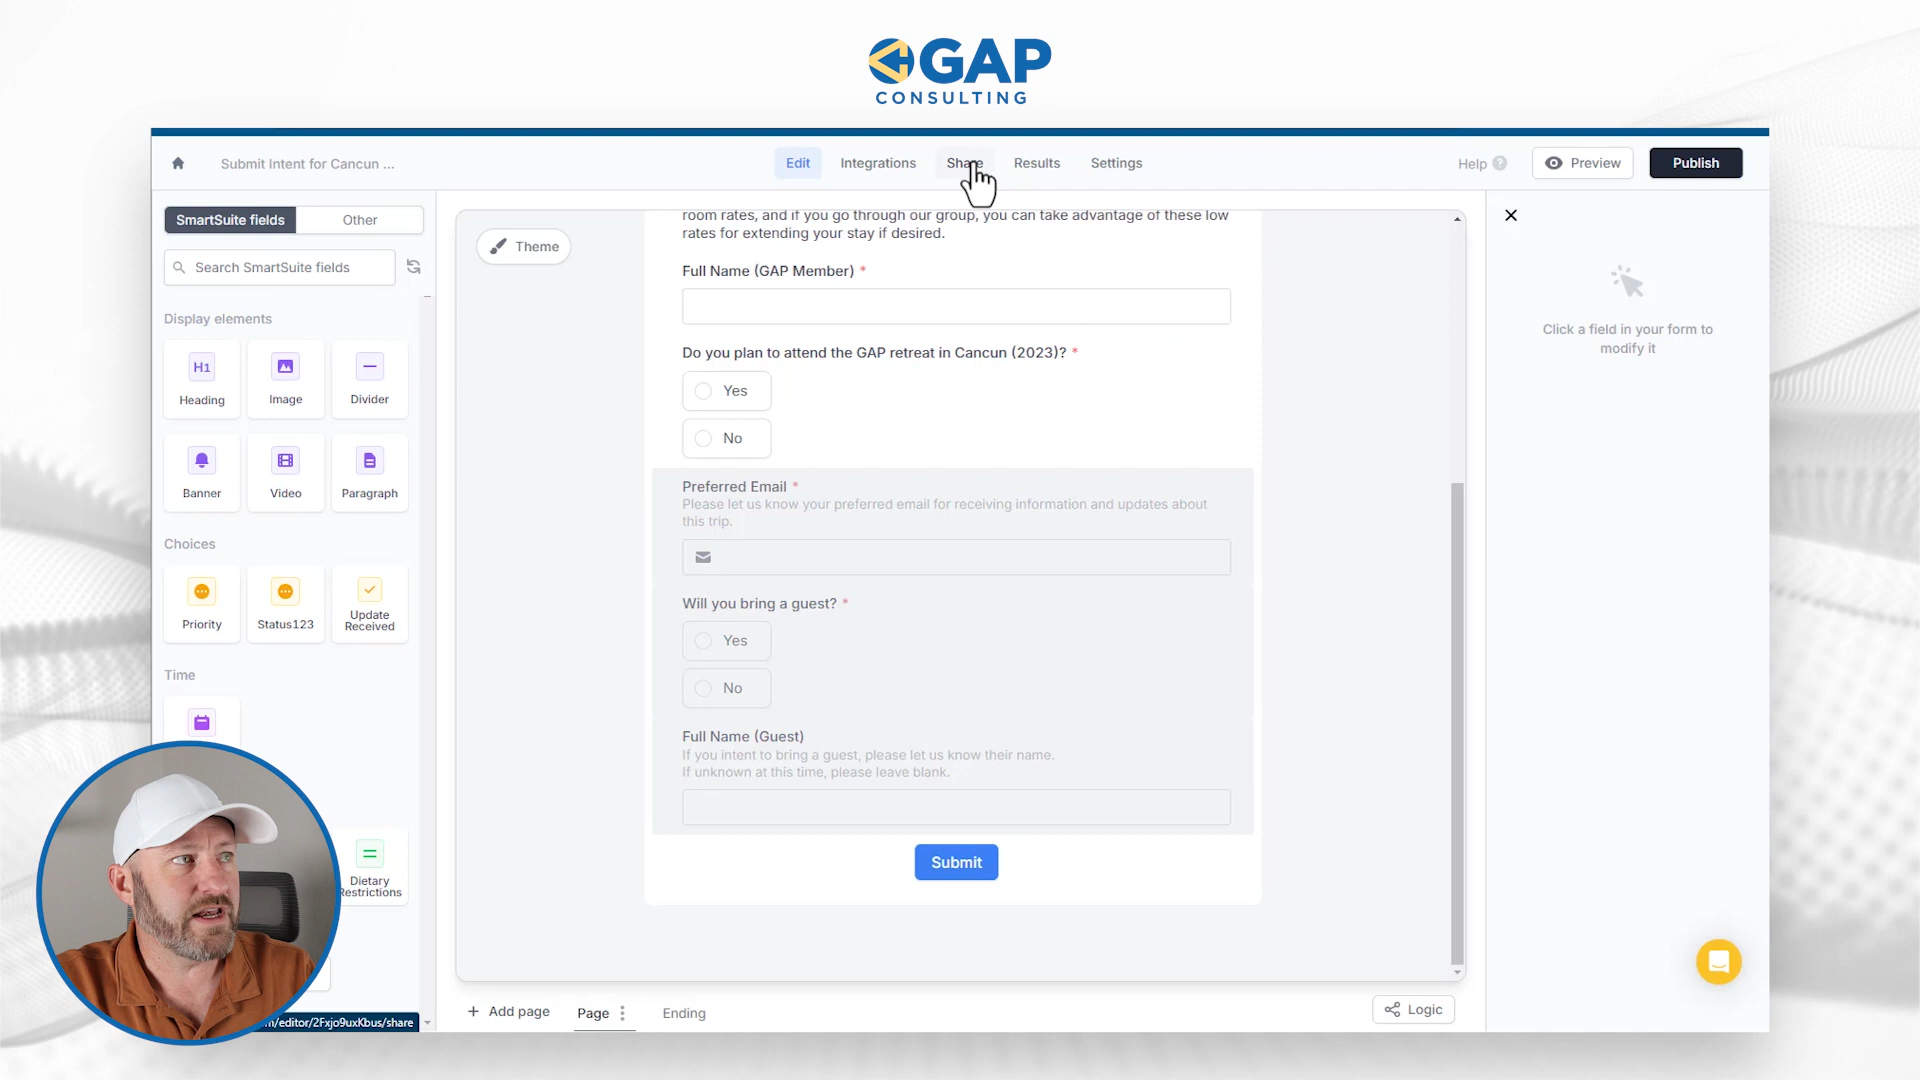 GAP
CONSULTING
Submit Intent for Cancun ...
Edit
Integrations
Share
Results
Settings
Help ?
Preview
Publish
SmartSuite fields
Other
Search SmartSuite fields
Display elements
H1
Heading
Image
Divider
Banner
Video
Paragraph
Choices
Priority
Status123
Update
Received
Time
Dietary
Restrictions
m/editor/2Fxjo9uxKbus/share
Theme
room rates, and if you go through our group, you can take advantage of these low
rates for extending your stay if desired.
Full Name (GAP Member) *
Do you plan to attend the GAP retreat in Cancun (2023)? *
Yes
No
Preferred Email *
Please let us know your preferred email for receiving information and updates about
this trip.
Will you bring a guest? *
Yes
No
Full Name (Guest)
If you intent to bring a guest, please let us know their name.
If unknown at this time, please leave blank.
Submit
+ Add page
Page
Ending
Logic
Click a field in your form to
modify it